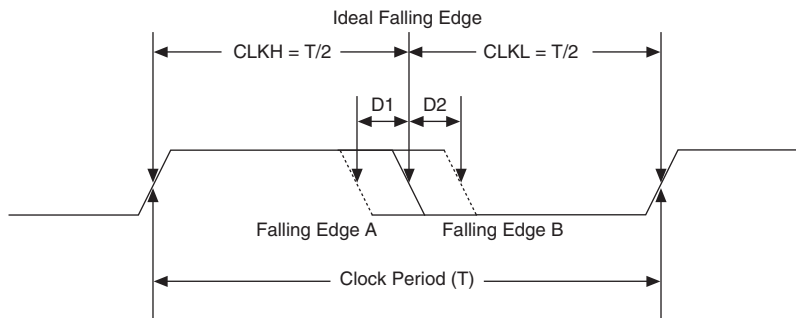 Ideal Falling Edge
CLKH = T/2
CLKL = T/2
D1
D2
Falling Edge A
Falling Edge B
Clock Period (T)